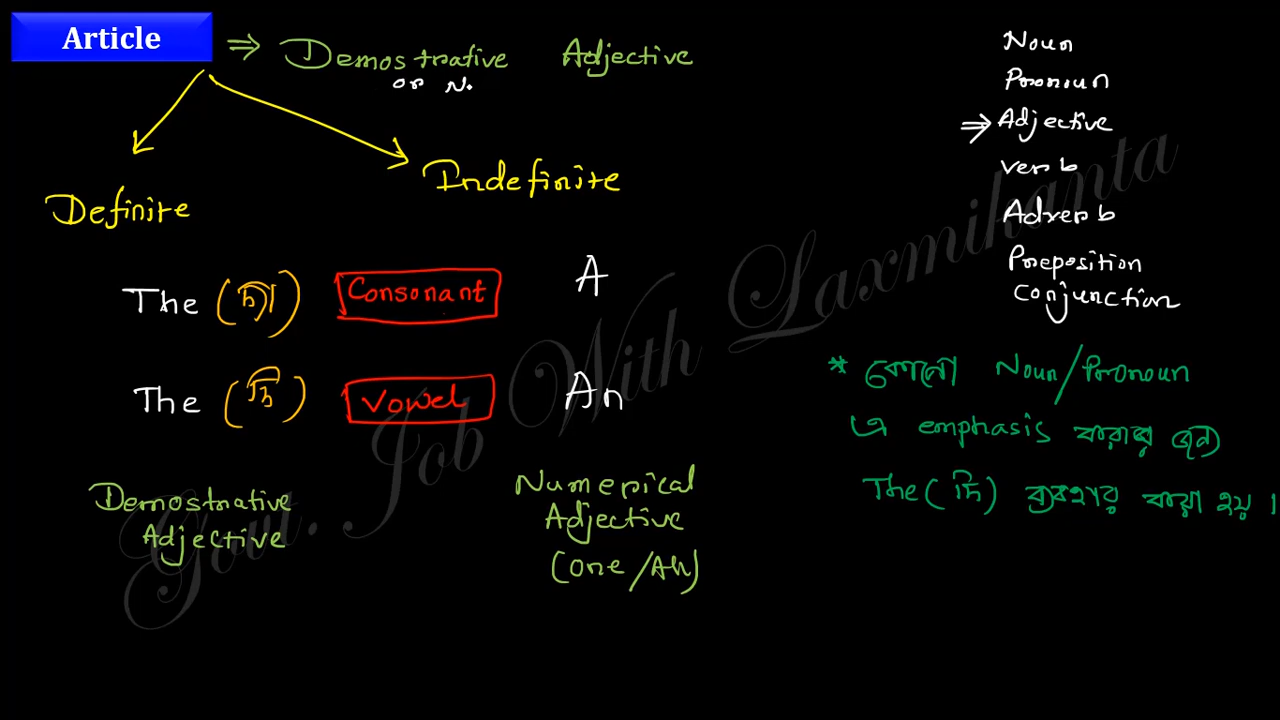 Article ⇒ Demostrative Adjective
or N.
Definite
Indefinite
The (দ্যা) Consonant A
The (দি) Vowel An
Demostrative
Adjective
Numerical
Adjective
(One/An)
Noun
Pronoun
⇒ Adjective
Verb
Adverb
Preposition
Conjunction
* কোনো Noun/Pronoun
এ emphasis করার জন্য
The (দি) ব্যবহার করা হয়।
Govt. Job With Laxmikanta